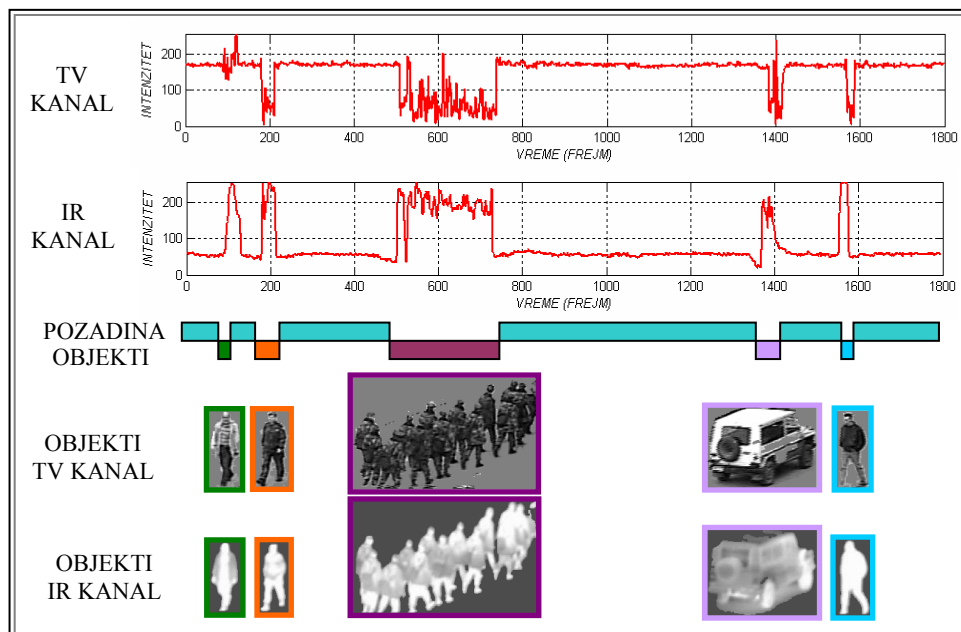 TV
KANAL
INTENZITET
200
100
0
0 200 400 600 800 1000 1200 1400 1600 1800
VREME (FREJM)
IR
KANAL
INTENZITET
200
100
0
0 200 400 600 800 1000 1200 1400 1600 1800
VREME (FREJM)
POZADINA
OBJEKTI
OBJEKTI
TV KANAL
OBJEKTI
IR KANAL